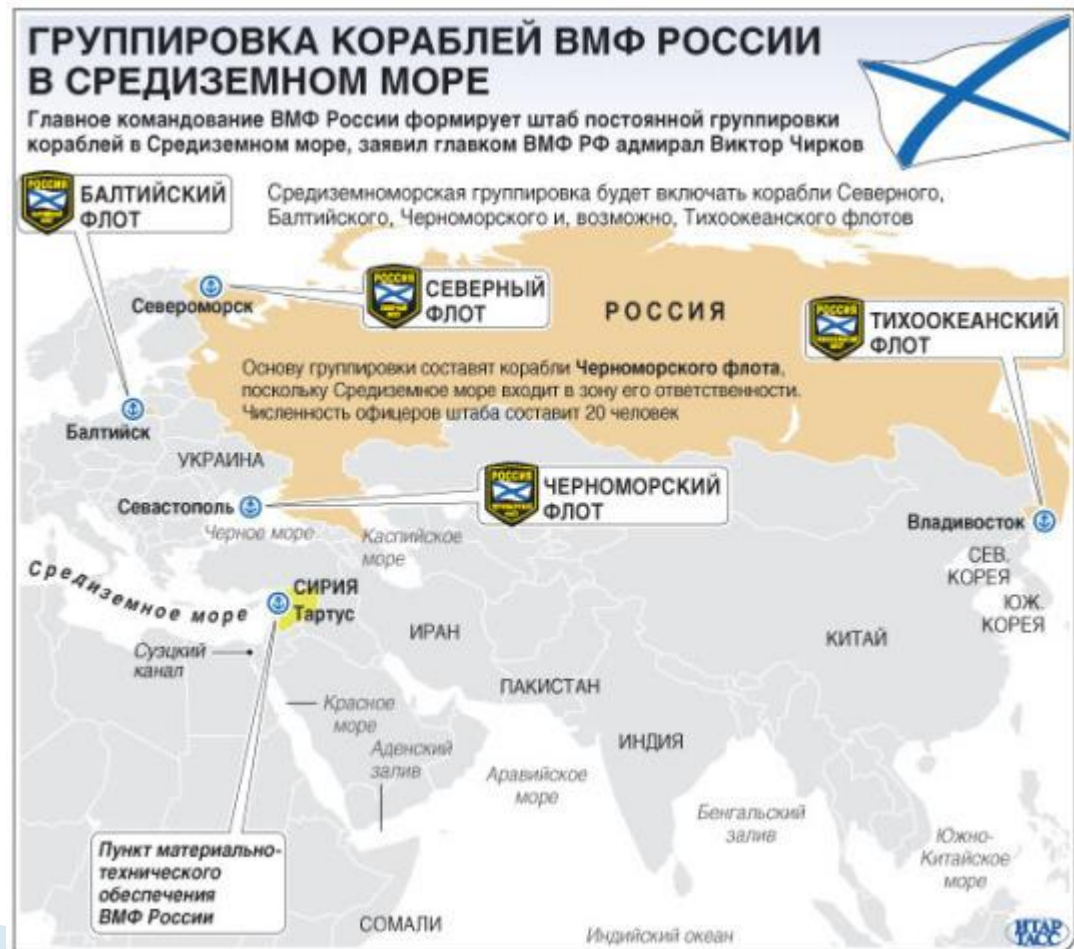 ГРУППИРОВКА КОРАБЛЕЙ ВМФ РОССИИ
В СРЕДИЗЕМНОМ МОРЕ
Главное командование ВМФ России формирует штаб постоянной группировки
кораблей в Средиземном море, заявил главком ВМФ РФ адмирал Виктор Чирков
РОССИЯ
БАЛТИЙСКИЙ
ФЛОТ
Средиземноморская группировка будет включать корабли Северного,
Балтийского, Черноморского и, возможно, Тихоокеанского флотов
Североморск
РОССИЯ
СЕВЕРНЫЙ
ФЛОТ
РОССИЯ
РОССИЯ
ТИХООКЕАНСКИЙ
ФЛОТ
Основу группировки составят корабли Черноморского флота,
поскольку Средиземное море входит в зону его ответственности.
Численность офицеров штаба составит 20 человек
Балтийск
УКРАИНА
Севастополь
РОССИЯ
ЧЕРНОМОРСКИЙ
ФЛОТ
Владивосток
Черное море
Каспийское
море
СЕВ.
КОРЕЯ
ЮЖ.
КОРЕЯ
Средиземное море
СИРИЯ
Тартус
ИРАН
КИТАЙ
Суэцкий
канал
ПАКИСТАН
Красное
море
ИНДИЯ
Аденский
залив
Аравийское
море
Бенгальский
залив
Южно-
Китайское
море
Пункт материально-
технического
обеспечения
ВМФ России
СОМАЛИ
Индийский океан
ИТАР
ТАСС